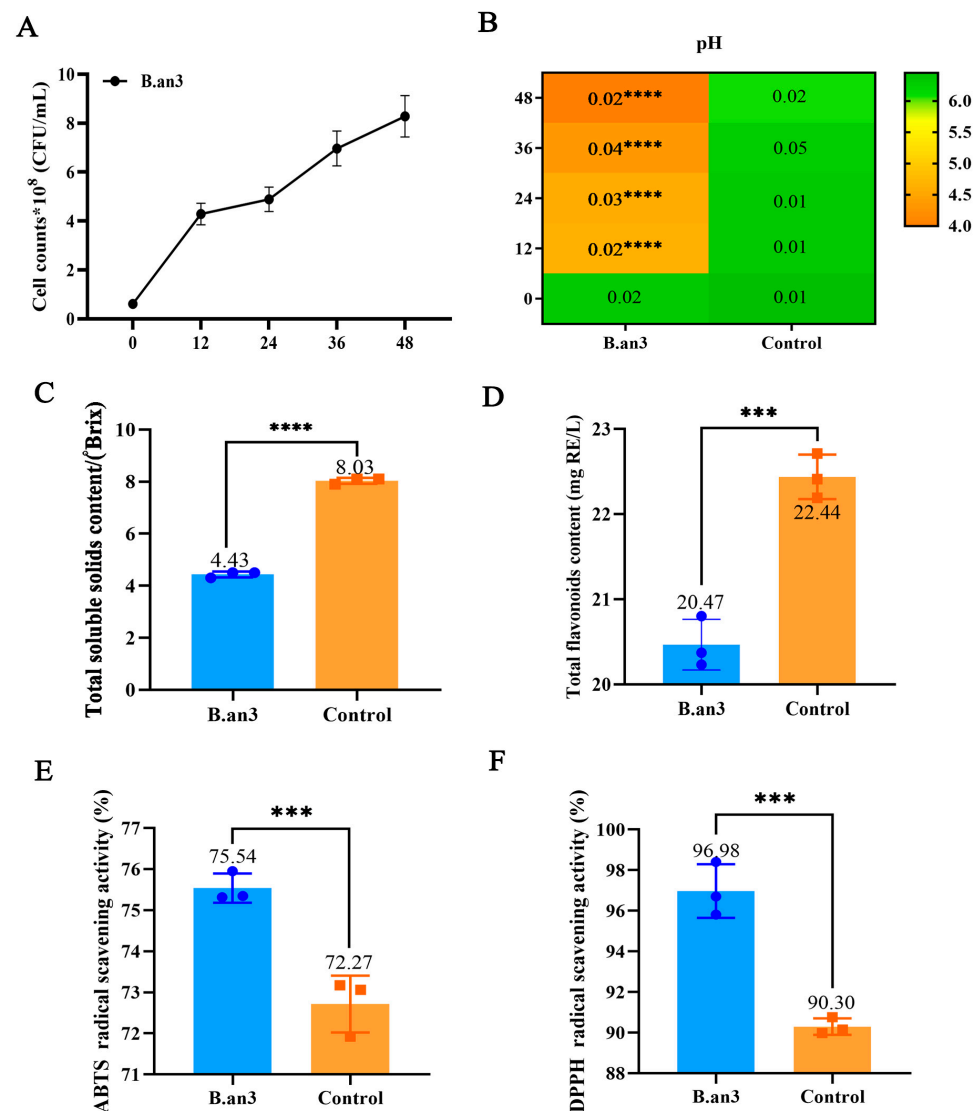 A
B.an3
Cell counts*10⁸ (CFU/mL)
10
8
6
4
2
0
0 12 24 36 48
B
pH
48 0.02**** 0.02
36 0.04**** 0.05
24 0.03**** 0.01
12 0.02**** 0.01
0 0.02 0.01
B.an3 Control
6.0
5.5
5.0
4.5
4.0
C
Total soluble solids content/(°Brix)
10
8
6
4
2
0
****
4.43
8.03
B.an3 Control
D
Total flavonoids content (mg RE/L)
23
22
21
20
***
20.47
22.44
B.an3 Control
E
ABTS radical scavening activity (%)
77
76
75
74
73
72
71
***
75.54
72.27
B.an3 Control
F
DPPH radical scavening activity (%)
100
98
96
94
92
90
88
***
96.98
90.30
B.an3 Control